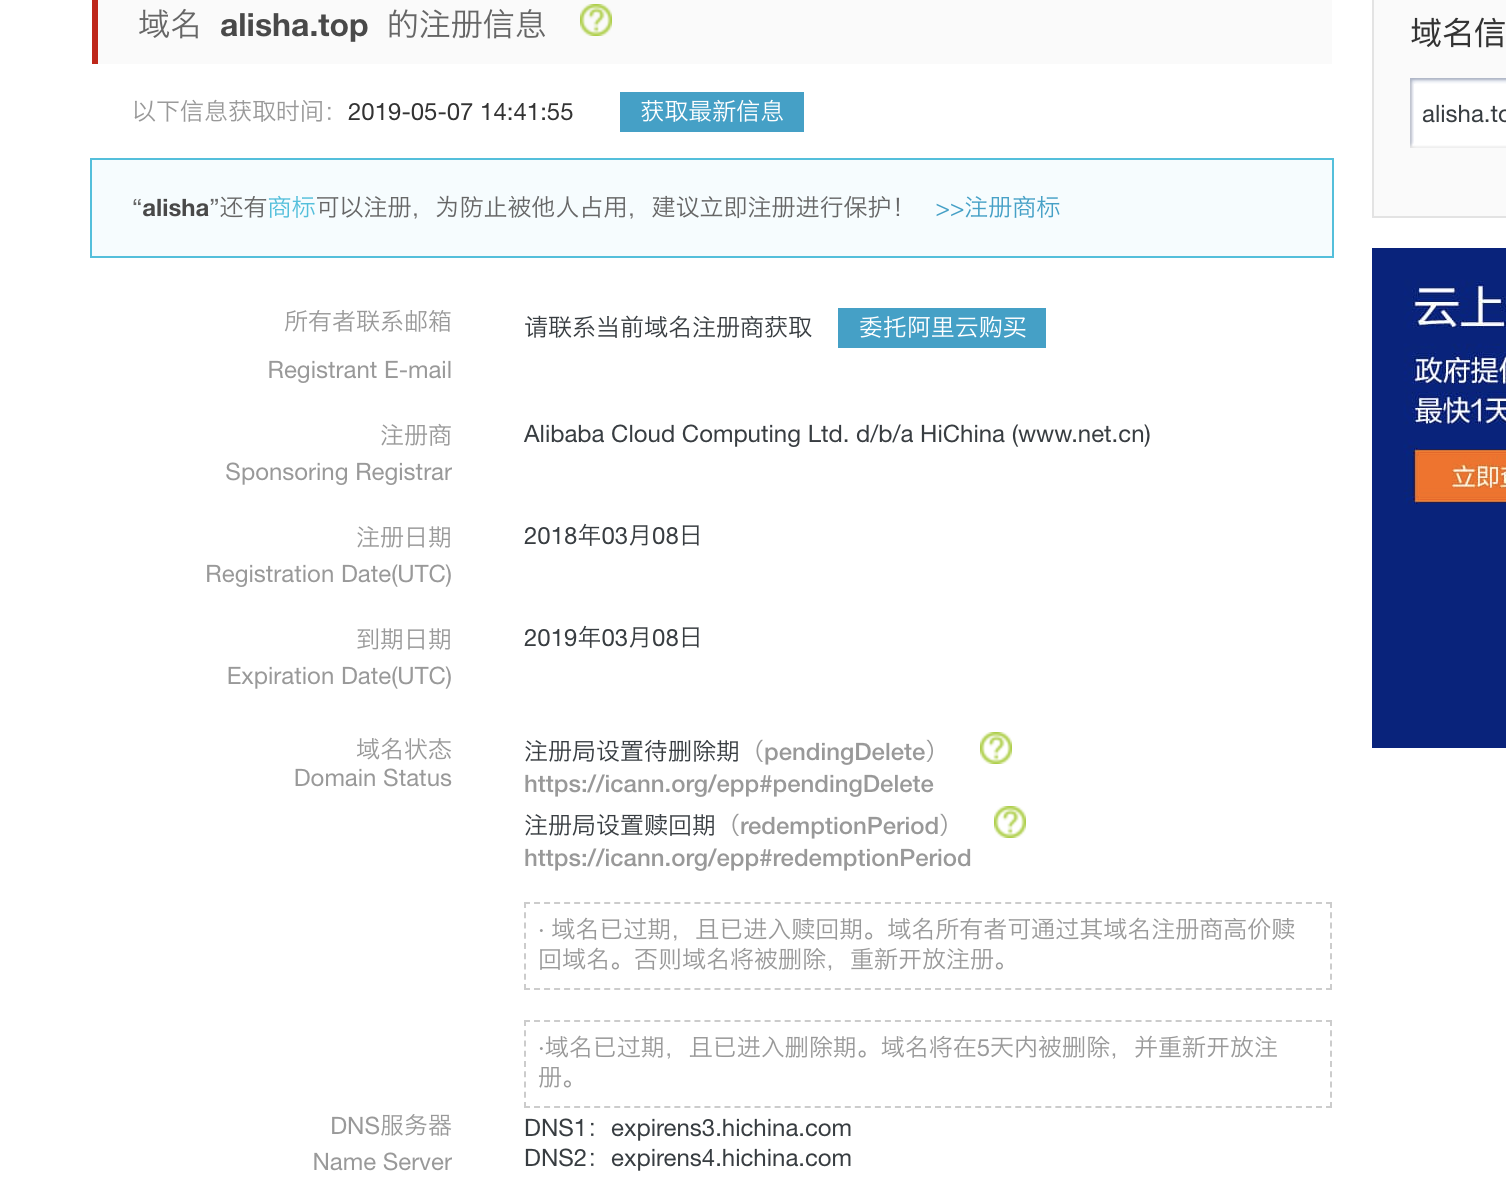 域名 alisha.top 的注册信息
以下信息获取时间：2019-05-07 14:41:55 获取最新信息
“alisha”还有商标可以注册，为防止被他人占用，建议立即注册进行保护！ >>注册商标
所有者联系邮箱
Registrant E-mail
请联系当前域名注册商获取 委托阿里云购买
注册商
Sponsoring Registrar
Alibaba Cloud Computing Ltd. d/b/a HiChina (www.net.cn)
注册日期
Registration Date(UTC)
2018年03月08日
到期日期
Expiration Date(UTC)
2019年03月08日
域名状态
Domain Status
注册局设置待删除期（pendingDelete）
https://icann.org/epp#pendingDelete
注册局设置赎回期（redemptionPeriod）
https://icann.org/epp#redemptionPeriod
· 域名已过期，且已进入赎回期。域名所有者可通过其域名注册商高价赎
回域名。否则域名将被删除，重新开放注册。
·域名已过期，且已进入删除期。域名将在5天内被删除，并重新开放注
册。
DNS服务器
Name Server
DNS1：expirens3.hichina.com
DNS2：expirens4.hichina.com
域名信
alisha.to
云上
政府提
最快1天
立即